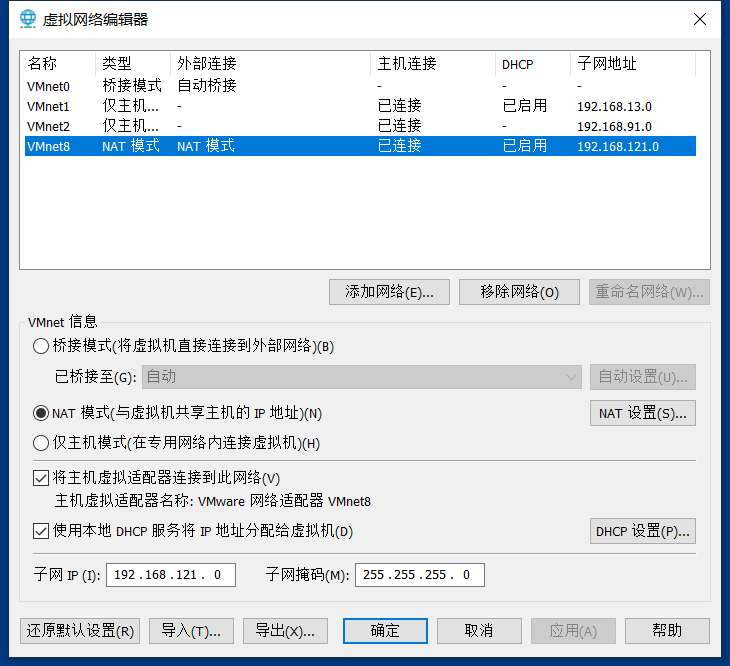 虚拟网络编辑器
名称 类型 外部连接 主机连接 DHCP 子网地址
VMnet0 桥接模式 自动桥接 - - -
VMnet1 仅主机... - 已连接 已启用 192.168.13.0
VMnet2 仅主机... - 已连接 - 192.168.91.0
VMnet8 NAT 模式 NAT 模式 已连接 已启用 192.168.121.0
添加网络(E)... 移除网络(O) 重命名网络(W)...
VMnet 信息
桥接模式(将虚拟机直接连接到外部网络)(B)
已桥接至(G): 自动 自动设置(U)...
NAT 模式(与虚拟机共享主机的 IP 地址)(N) NAT 设置(S)...
仅主机模式(在专用网络内连接虚拟机)(H)
将主机虚拟适配器连接到此网络(V)
主机虚拟适配器名称: VMware 网络适配器 VMnet8
使用本地 DHCP 服务将 IP 地址分配给虚拟机(D) DHCP 设置(P)...
子网 IP (I): 192.168.121. 0 子网掩码(M): 255.255.255. 0
还原默认设置(R) 导入(T)... 导出(X)... 确定 取消 应用(A) 帮助